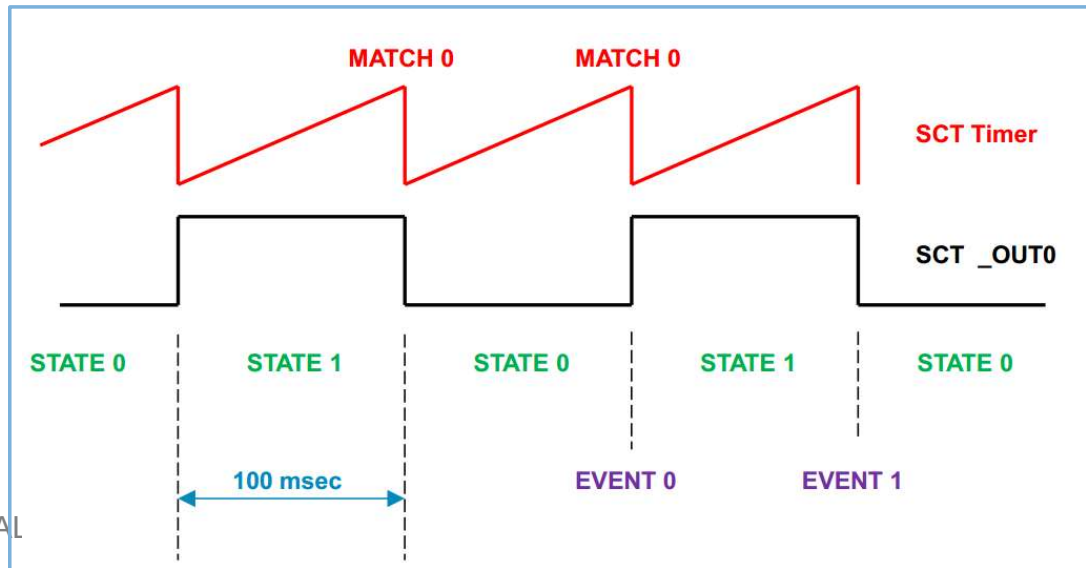 MATCH 0 MATCH 0
SCT Timer
SCT _OUT0
STATE 0 STATE 1 STATE 0 STATE 1 STATE 0
100 msec EVENT 0 EVENT 1
AL